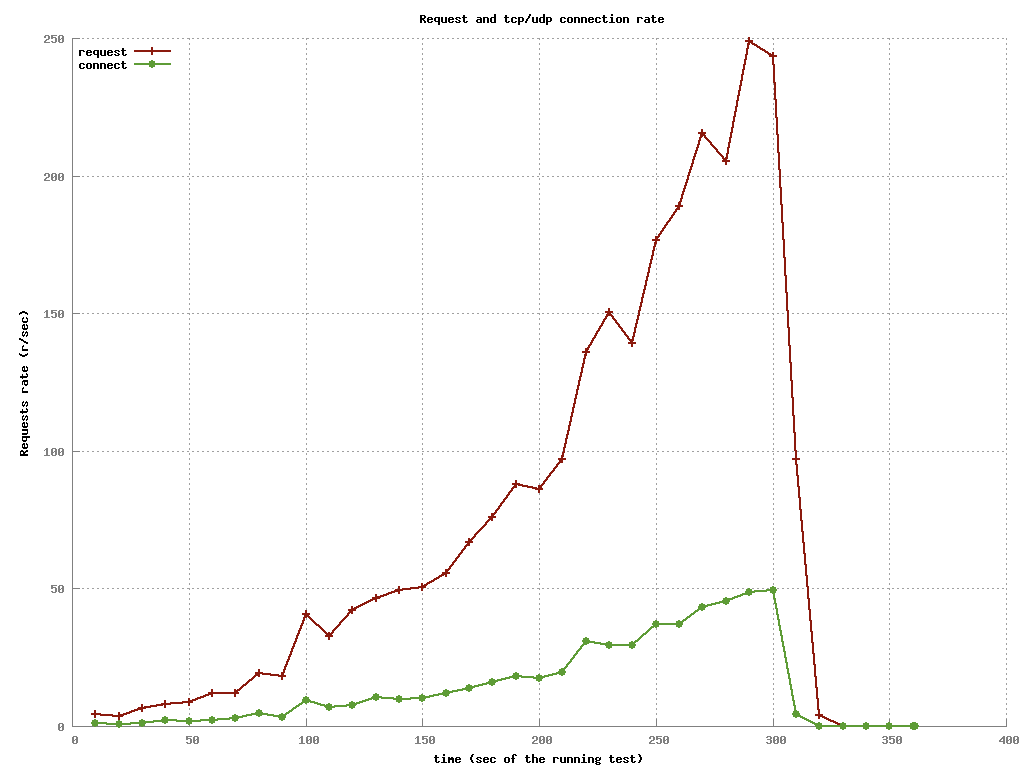 Request and tcp/udp connection rate
250
request
connect
200
150
Requests rate (r/sec)
100
50
0
0 50 100 150 200 250 300 350 400
time (sec of the running test)